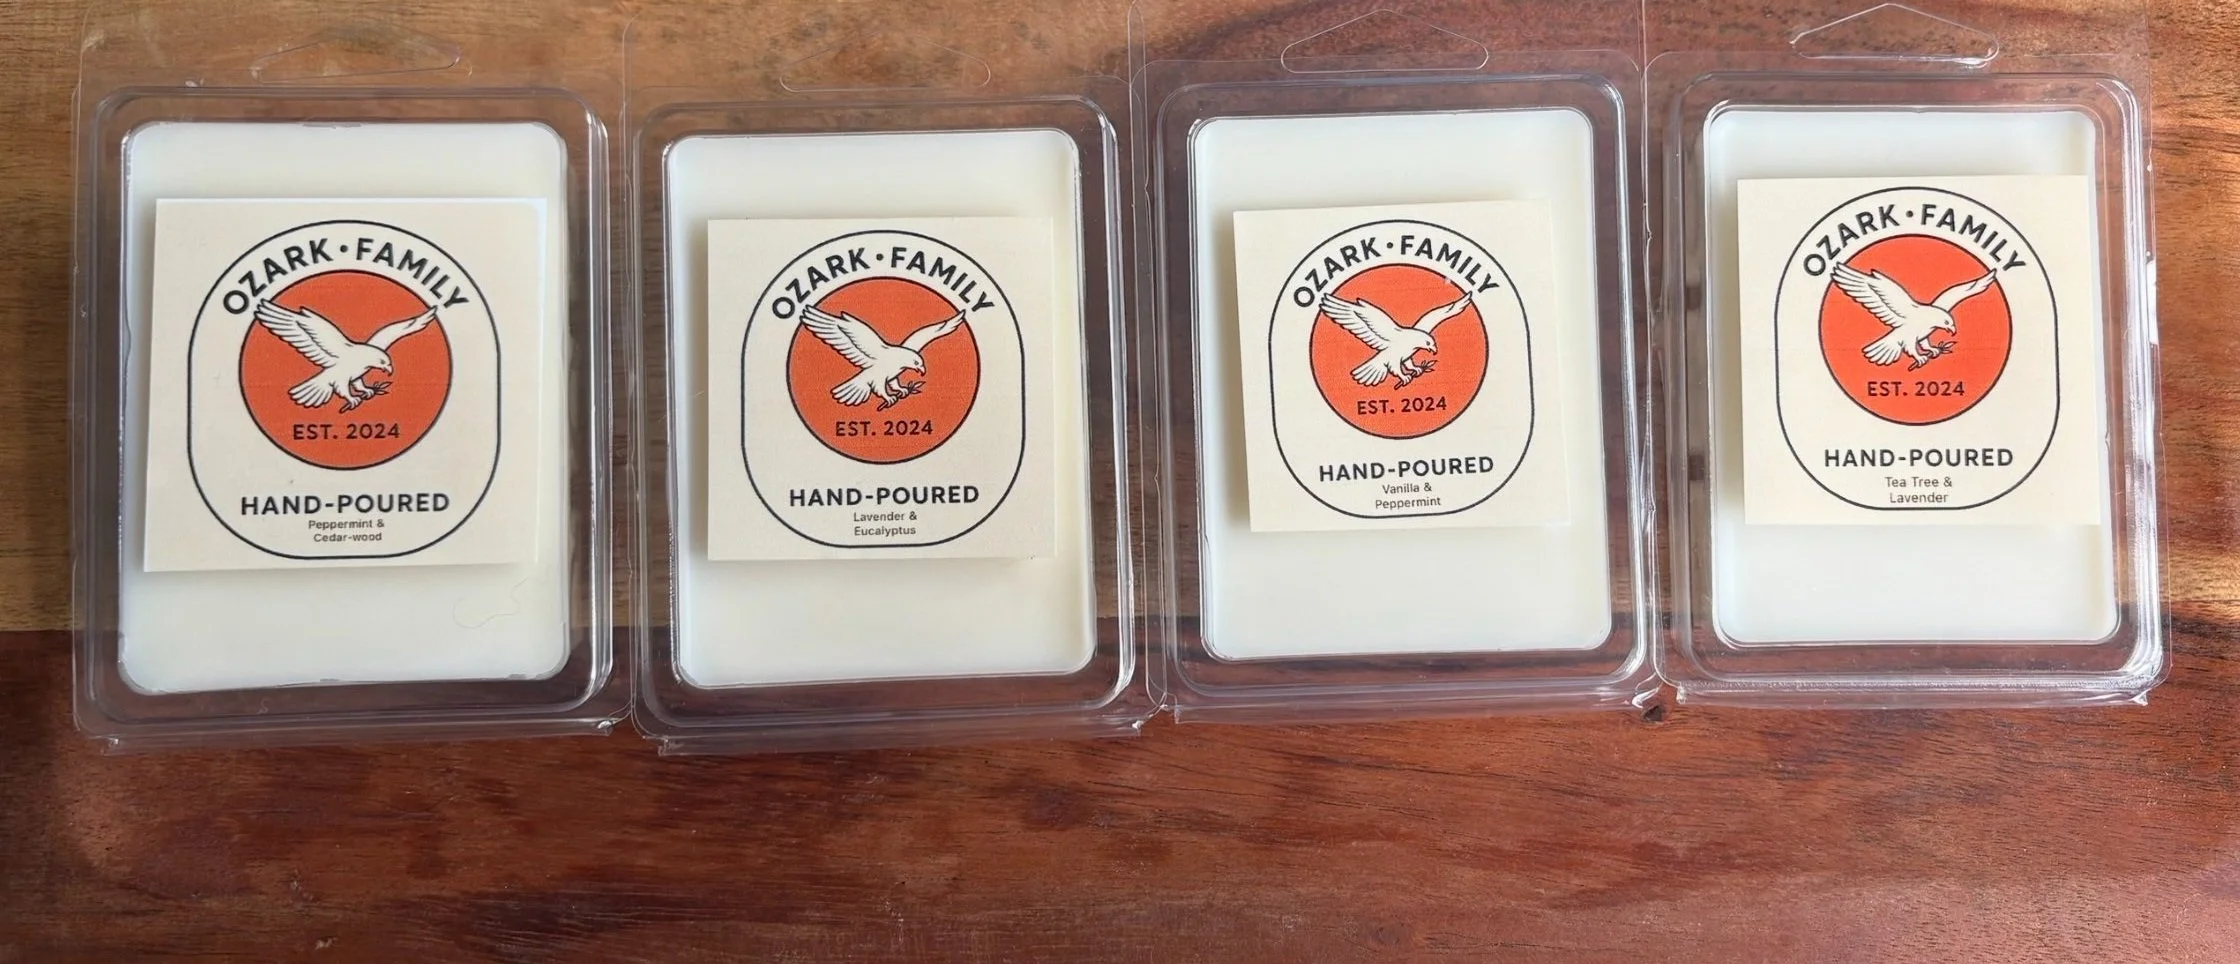 OZARK • FAMILY
EST. 2024
HAND-POURED
Peppermint &
Cedar-wood
OZARK • FAMILY
EST. 2024
HAND-POURED
Lavender &
Eucalyptus
OZARK • FAMILY
EST. 2024
HAND-POURED
Vanilla &
Peppermint
OZARK • FAMILY
EST. 2024
HAND-POURED
Tea Tree &
Lavender